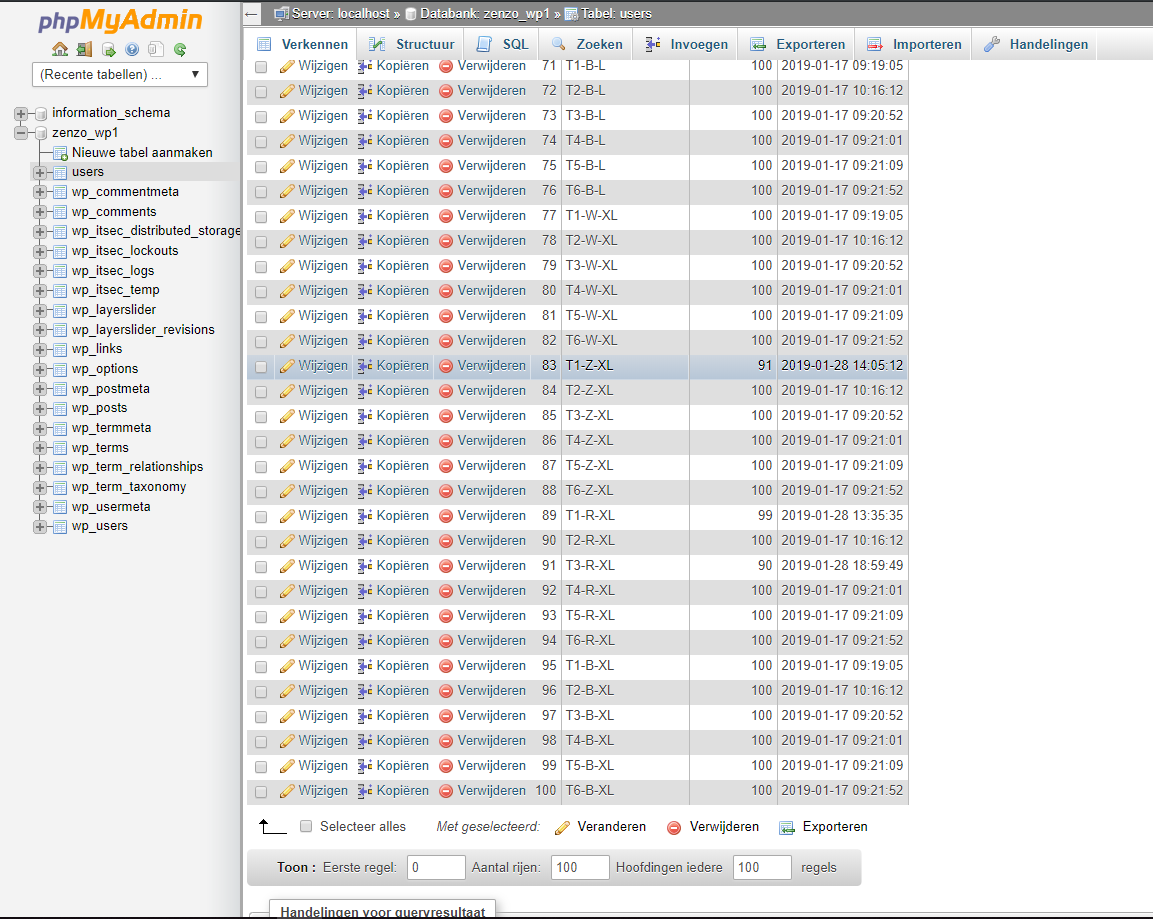 phpMyAdmin
(Recente tabellen) ...
information_schema
zenzo_wp1
Nieuwe tabel aanmaken
users
wp_commentmeta
wp_comments
wp_itsec_distributed_storage
wp_itsec_lockouts
wp_itsec_logs
wp_itsec_temp
wp_layerslider
wp_layerslider_revisions
wp_links
wp_options
wp_postmeta
wp_posts
wp_termmeta
wp_terms
wp_term_relationships
wp_term_taxonomy
wp_usermeta
wp_users
Server: localhost » Databank: zenzo_wp1 » Tabel: users
Verkennen Structuur SQL Zoeken Invoegen Exporteren Importeren Handelingen
Wijzigen Kopiëren Verwijderen 71 T1-B-L 100 2019-01-17 09:19:05
Wijzigen Kopiëren Verwijderen 72 T2-B-L 100 2019-01-17 10:16:12
Wijzigen Kopiëren Verwijderen 73 T3-B-L 100 2019-01-17 09:20:52
Wijzigen Kopiëren Verwijderen 74 T4-B-L 100 2019-01-17 09:21:01
Wijzigen Kopiëren Verwijderen 75 T5-B-L 100 2019-01-17 09:21:09
Wijzigen Kopiëren Verwijderen 76 T6-B-L 100 2019-01-17 09:21:52
Wijzigen Kopiëren Verwijderen 77 T1-W-XL 100 2019-01-17 09:19:05
Wijzigen Kopiëren Verwijderen 78 T2-W-XL 100 2019-01-17 10:16:12
Wijzigen Kopiëren Verwijderen 79 T3-W-XL 100 2019-01-17 09:20:52
Wijzigen Kopiëren Verwijderen 80 T4-W-XL 100 2019-01-17 09:21:01
Wijzigen Kopiëren Verwijderen 81 T5-W-XL 100 2019-01-17 09:21:09
Wijzigen Kopiëren Verwijderen 82 T6-W-XL 100 2019-01-17 09:21:52
Wijzigen Kopiëren Verwijderen 83 T1-Z-XL 91 2019-01-28 14:05:12
Wijzigen Kopiëren Verwijderen 84 T2-Z-XL 100 2019-01-17 10:16:12
Wijzigen Kopiëren Verwijderen 85 T3-Z-XL 100 2019-01-17 09:20:52
Wijzigen Kopiëren Verwijderen 86 T4-Z-XL 100 2019-01-17 09:21:01
Wijzigen Kopiëren Verwijderen 87 T5-Z-XL 100 2019-01-17 09:21:09
Wijzigen Kopiëren Verwijderen 88 T6-Z-XL 100 2019-01-17 09:21:52
Wijzigen Kopiëren Verwijderen 89 T1-R-XL 99 2019-01-28 13:35:35
Wijzigen Kopiëren Verwijderen 90 T2-R-XL 100 2019-01-17 10:16:12
Wijzigen Kopiëren Verwijderen 91 T3-R-XL 90 2019-01-28 18:59:49
Wijzigen Kopiëren Verwijderen 92 T4-R-XL 100 2019-01-17 09:21:01
Wijzigen Kopiëren Verwijderen 93 T5-R-XL 100 2019-01-17 09:21:09
Wijzigen Kopiëren Verwijderen 94 T6-R-XL 100 2019-01-17 09:21:52
Wijzigen Kopiëren Verwijderen 95 T1-B-XL 100 2019-01-17 09:19:05
Wijzigen Kopiëren Verwijderen 96 T2-B-XL 100 2019-01-17 10:16:12
Wijzigen Kopiëren Verwijderen 97 T3-B-XL 100 2019-01-17 09:20:52
Wijzigen Kopiëren Verwijderen 98 T4-B-XL 100 2019-01-17 09:21:01
Wijzigen Kopiëren Verwijderen 99 T5-B-XL 100 2019-01-17 09:21:09
Wijzigen Kopiëren Verwijderen 100 T6-B-XL 100 2019-01-17 09:21:52
Selecteer alles Met geselecteerd: Veranderen Verwijderen Exporteren
Toon : Eerste regel: 0 Aantal rijen: 100 Hoofdingen iedere 100 regels
Handelingen voor queryresultaat